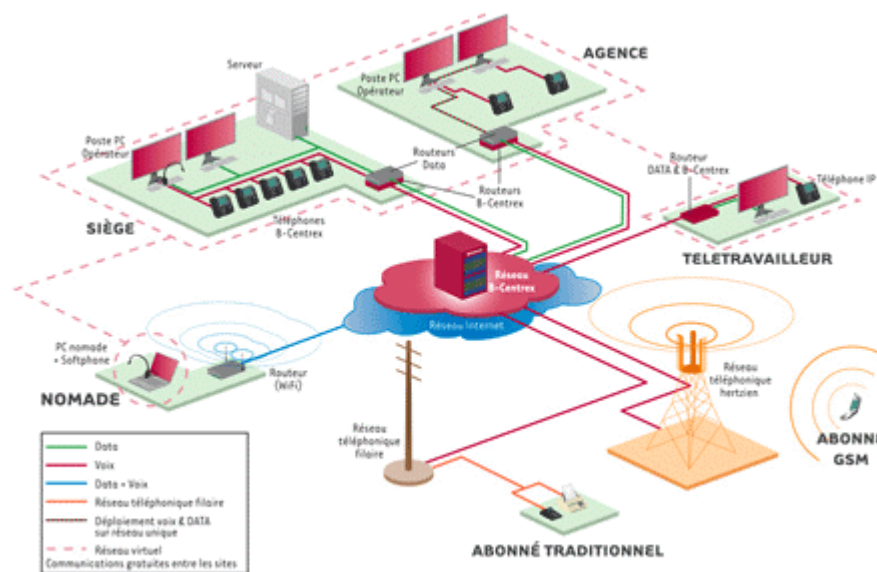 AGENCE
Serveur
Poste PC
Opérateur
Poste PC
Opérateur
Routeurs
Data
Routeurs
B-Centrex
Routeur
DATA & B-Centrex
Téléphone IP
SIÈGE
Téléphones
B-Centrex
TELETRAVAILLEUR
Réseau
B-Centrex
Réseau Internet
PC nomade
+ Softphone
Routeur
(WiFi)
NOMADE
Réseau
téléphonique
hertzien
Réseau
téléphonique
filaire
ABONNÉ
GSM
Data
Voix
Data + Voix
Réseau téléphonique filaire
Déploiement voix & DATA
sur réseau unique
Réseau virtuel
Communications gratuites entre les sites
ABONNÉ TRADITIONNEL